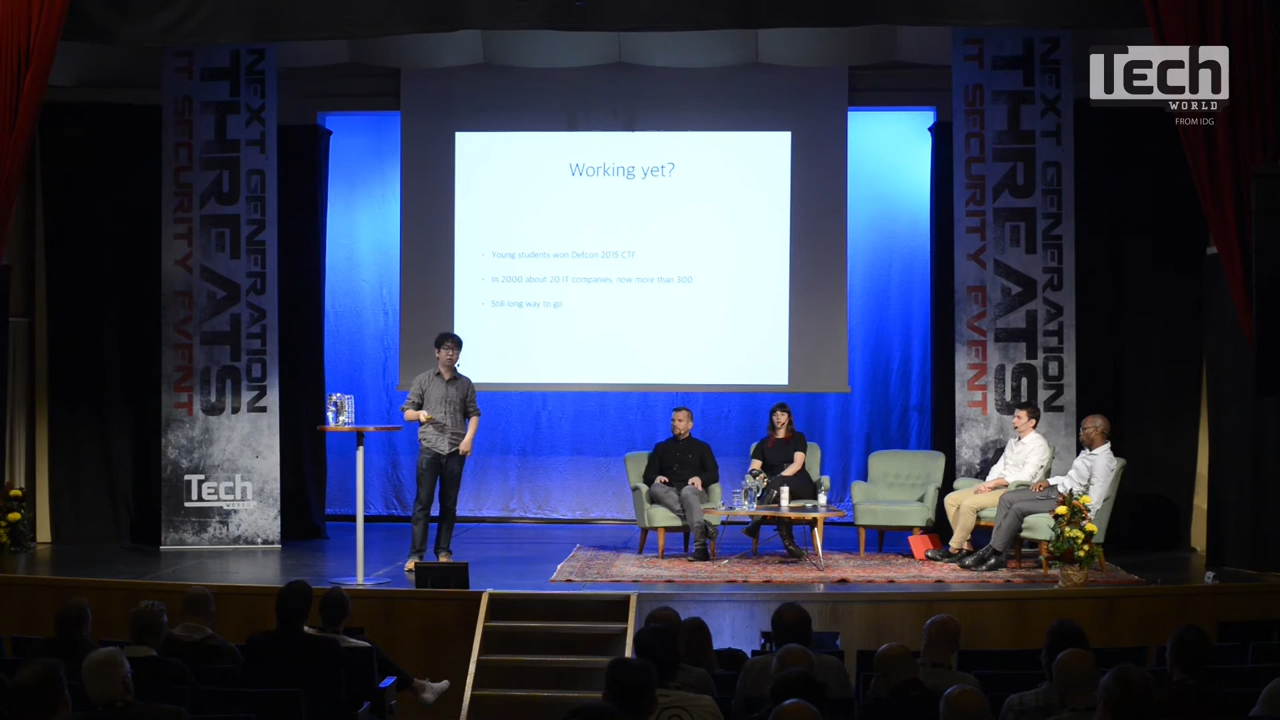 Tech
WORLD
FROM IDG
NEXT GENERATION
THREATS
IT SECURITY EVENT
Tech
WORLD
Working yet?
- Young students won Defcon 2015 CTF
- In 2000 about 20 IT companies, now more than 300
- Still long way to go
NEXT GENERATION
THREATS
IT SECURITY EVENT